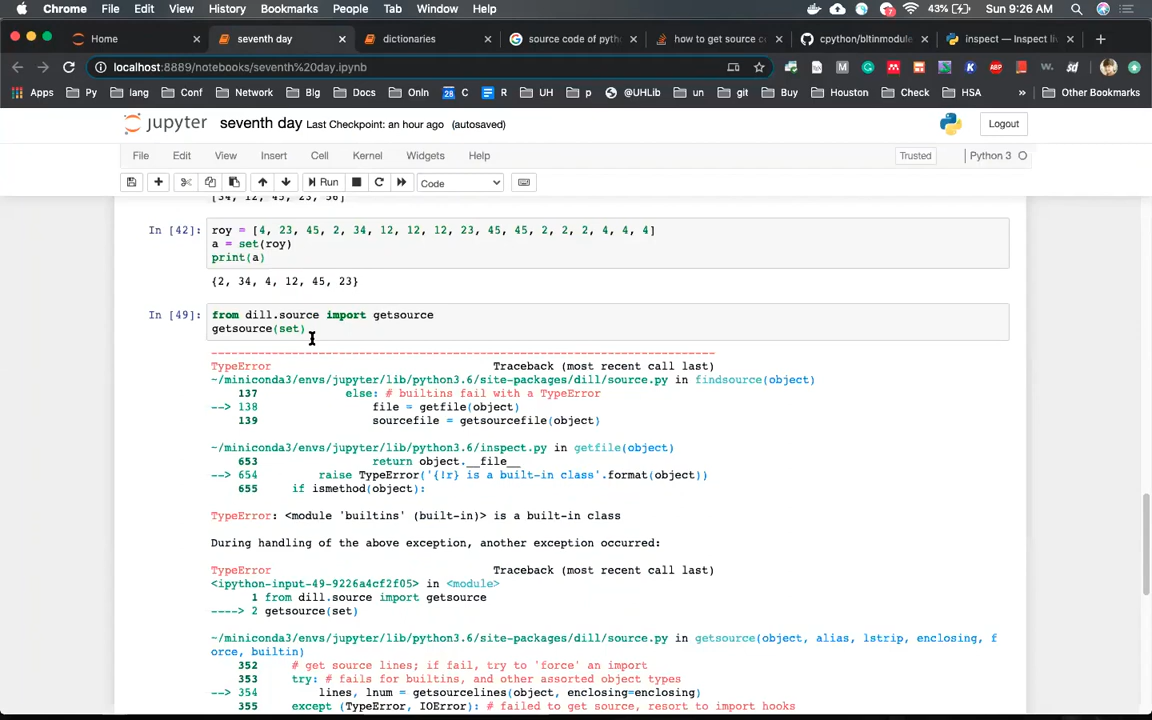 Chrome File Edit View History Bookmarks People Tab Window Help 7 43% Sun 9:26 AM
Home seventh day dictionaries source code of pyth how to get source c cpython/bltinmodule inspect — Inspect li
localhost:8889/notebooks/seventh%20day.ipynb
Apps Py lang Conf Network Blg Docs OnIn 28 C R UH p @UHLib un git Buy Houston Check HSA » Other Bookmarks
jupyter seventh day Last Checkpoint: an hour ago (autosaved) Logout
File Edit View Insert Cell Kernel Widgets Help Trusted Python 3
Run Code
[34, 12, 45, 23, 56]
In [42]: roy = [4, 23, 45, 2, 34, 12, 12, 12, 23, 45, 45, 2, 2, 2, 4, 4, 4]
a = set(roy)
print(a)
{2, 34, 4, 12, 45, 23}
In [49]: from dill.source import getsource
getsource(set)
---------------------------------------------------------------------------
TypeError Traceback (most recent call last)
~/miniconda3/envs/jupyter/lib/python3.6/site-packages/dill/source.py in findsource(object)
137 else: # builtins fail with a TypeError
--> 138 file = getfile(object)
139 sourcefile = getsourcefile(object)
~/miniconda3/envs/jupyter/lib/python3.6/inspect.py in getfile(object)
653 return object.__file__
--> 654 raise TypeError('{!r} is a built-in class'.format(object))
655 if ismethod(object):
TypeError: <module 'builtins' (built-in)> is a built-in class
During handling of the above exception, another exception occurred:
TypeError Traceback (most recent call last)
<ipython-input-49-9226a4cf2f05> in <module>
1 from dill.source import getsource
----> 2 getsource(set)
~/miniconda3/envs/jupyter/lib/python3.6/site-packages/dill/source.py in getsource(object, alias, lstrip, enclosing, f
orce, builtin)
352 # get source lines; if fail, try to 'force' an import
353 try: # fails for builtins, and other assorted object types
--> 354 lines, lnum = getsourcelines(object, enclosing=enclosing)
355 except (TypeError, IOError): # failed to get source, resort to import hooks